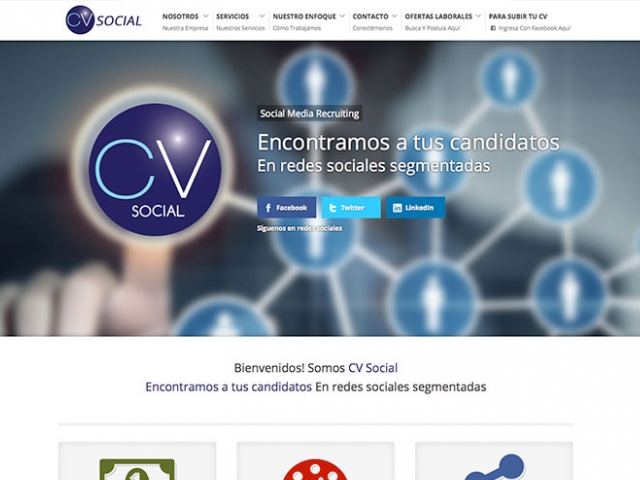 CV SOCIAL
NOSOTROS SERVICIOS NUESTRO ENFOQUE CONTACTO OFERTAS LABORALES PARA SUBIR TU CV
Nuestra Empresa Nuestros Servicios Cómo Trabajamos Conectémonos Busca Y Postula Aquí Ingresa Con Facebook Aquí
Social Media Recruiting
Encontramos a tus candidatos
En redes sociales segmentadas
CV
SOCIAL
Facebook Twitter LinkedIn
Síguenos en redes sociales
Bienvenidos! Somos CV Social
Encontramos a tus candidatos En redes sociales segmentadas